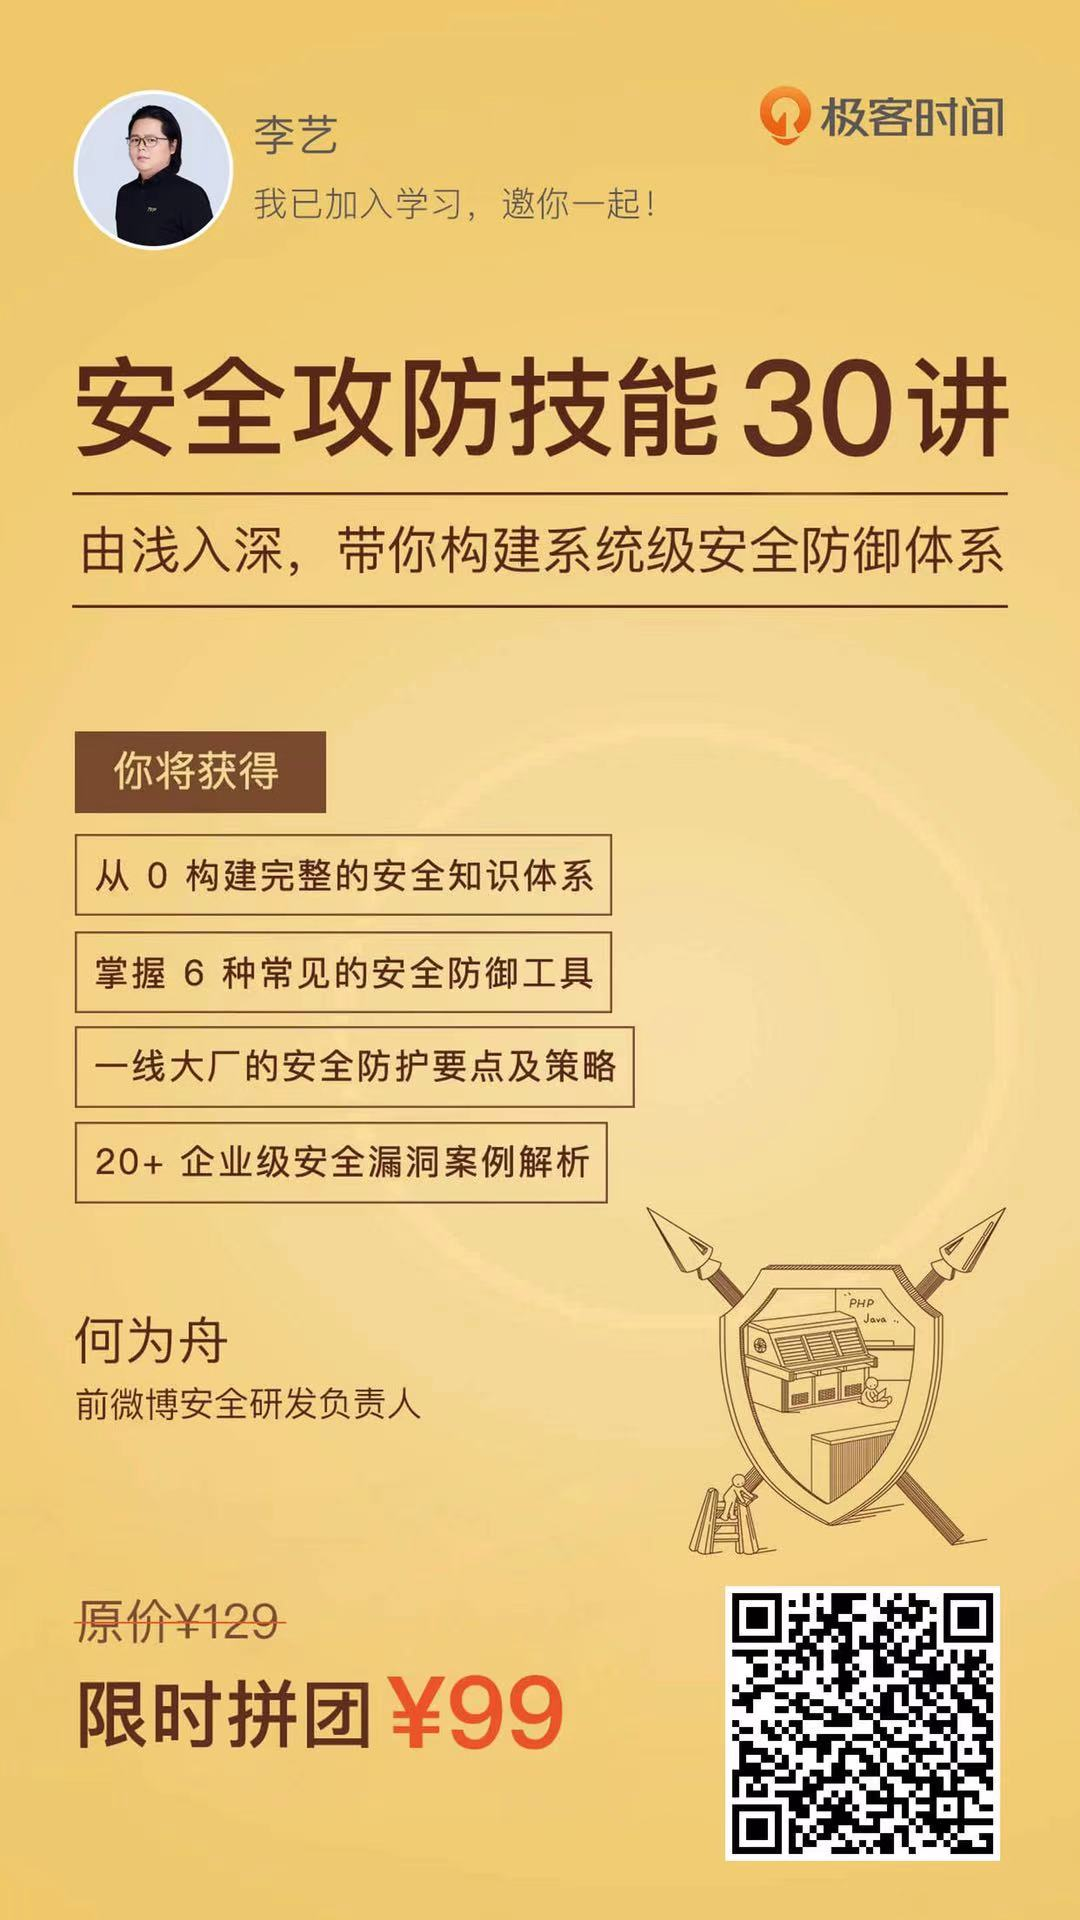 李艺
极客时间
我已加入学习，邀你一起！
安全攻防技能30讲
由浅入深，带你构建系统级安全防御体系
你将获得
从 0 构建完整的安全知识体系
掌握 6 种常见的安全防御工具
一线大厂的安全防护要点及策略
20+ 企业级安全漏洞案例解析
PHP
Java
何为舟
前微博安全研发负责人
原价¥129
限时拼团¥99